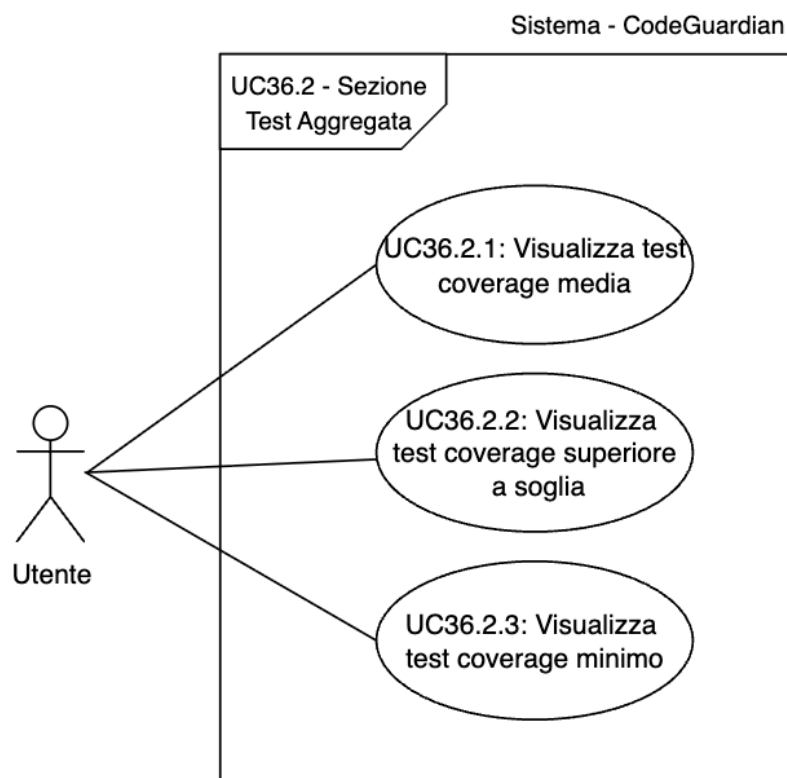 Sistema - CodeGuardian
UC36.2 - Sezione
Test Aggregata
UC36.2.1: Visualizza test
coverage media
UC36.2.2: Visualizza
test coverage superiore
a soglia
Utente
UC36.2.3: Visualizza
test coverage minimo